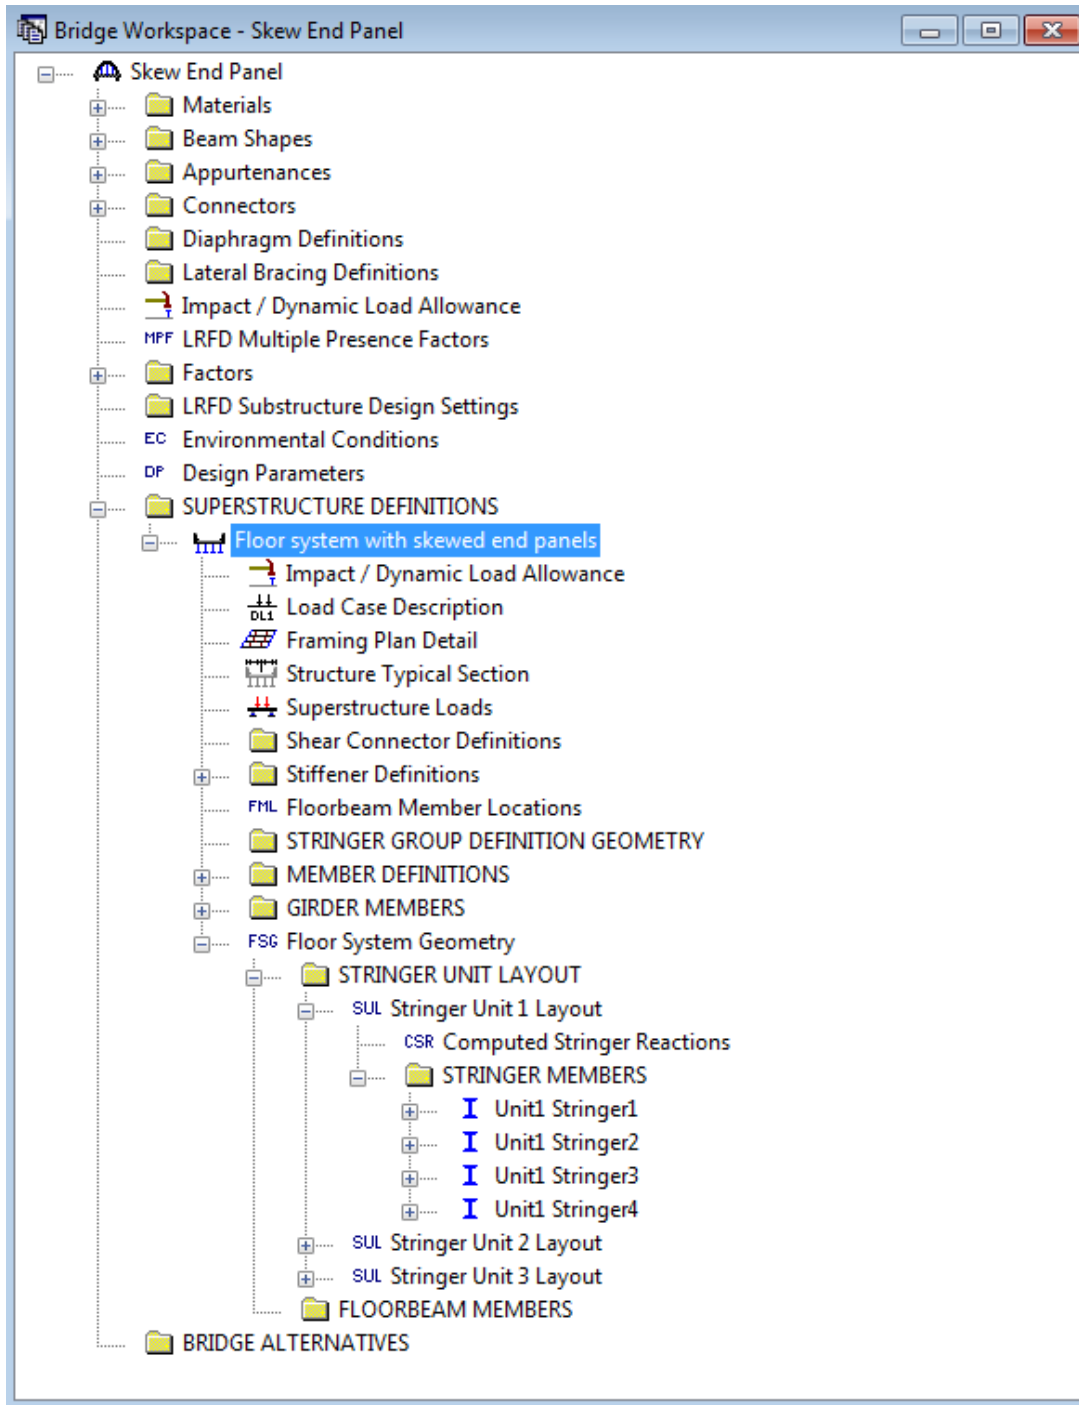 Bridge Workspace - Skew End Panel
Skew End Panel
Materials
Beam Shapes
Appurtenances
Connectors
Diaphragm Definitions
Lateral Bracing Definitions
Impact / Dynamic Load Allowance
MPF LRFD Multiple Presence Factors
Factors
LRFD Substructure Design Settings
EC Environmental Conditions
DP Design Parameters
SUPERSTRUCTURE DEFINITIONS
Floor system with skewed end panels
Impact / Dynamic Load Allowance
DL1 Load Case Description
Framing Plan Detail
Structure Typical Section
Superstructure Loads
Shear Connector Definitions
Stiffener Definitions
FML Floorbeam Member Locations
STRINGER GROUP DEFINITION GEOMETRY
MEMBER DEFINITIONS
GIRDER MEMBERS
FSG Floor System Geometry
STRINGER UNIT LAYOUT
SUL Stringer Unit 1 Layout
CSR Computed Stringer Reactions
STRINGER MEMBERS
Unit1 Stringer1
Unit1 Stringer2
Unit1 Stringer3
Unit1 Stringer4
SUL Stringer Unit 2 Layout
SUL Stringer Unit 3 Layout
FLOORBEAM MEMBERS
BRIDGE ALTERNATIVES